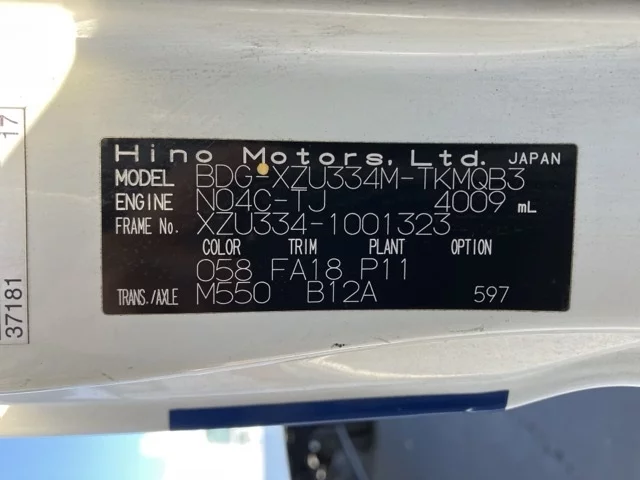 Hino Motors, Ltd. JAPAN
MODEL BDG-XZU334M-TKMQB3
ENGINE N04C-TJ 4009 mL
FRAME No. XZU334-1001323
COLOR TRIM PLANT OPTION
058 FA18 P11
TRANS./AXLE M550 B12A 597
37181
17